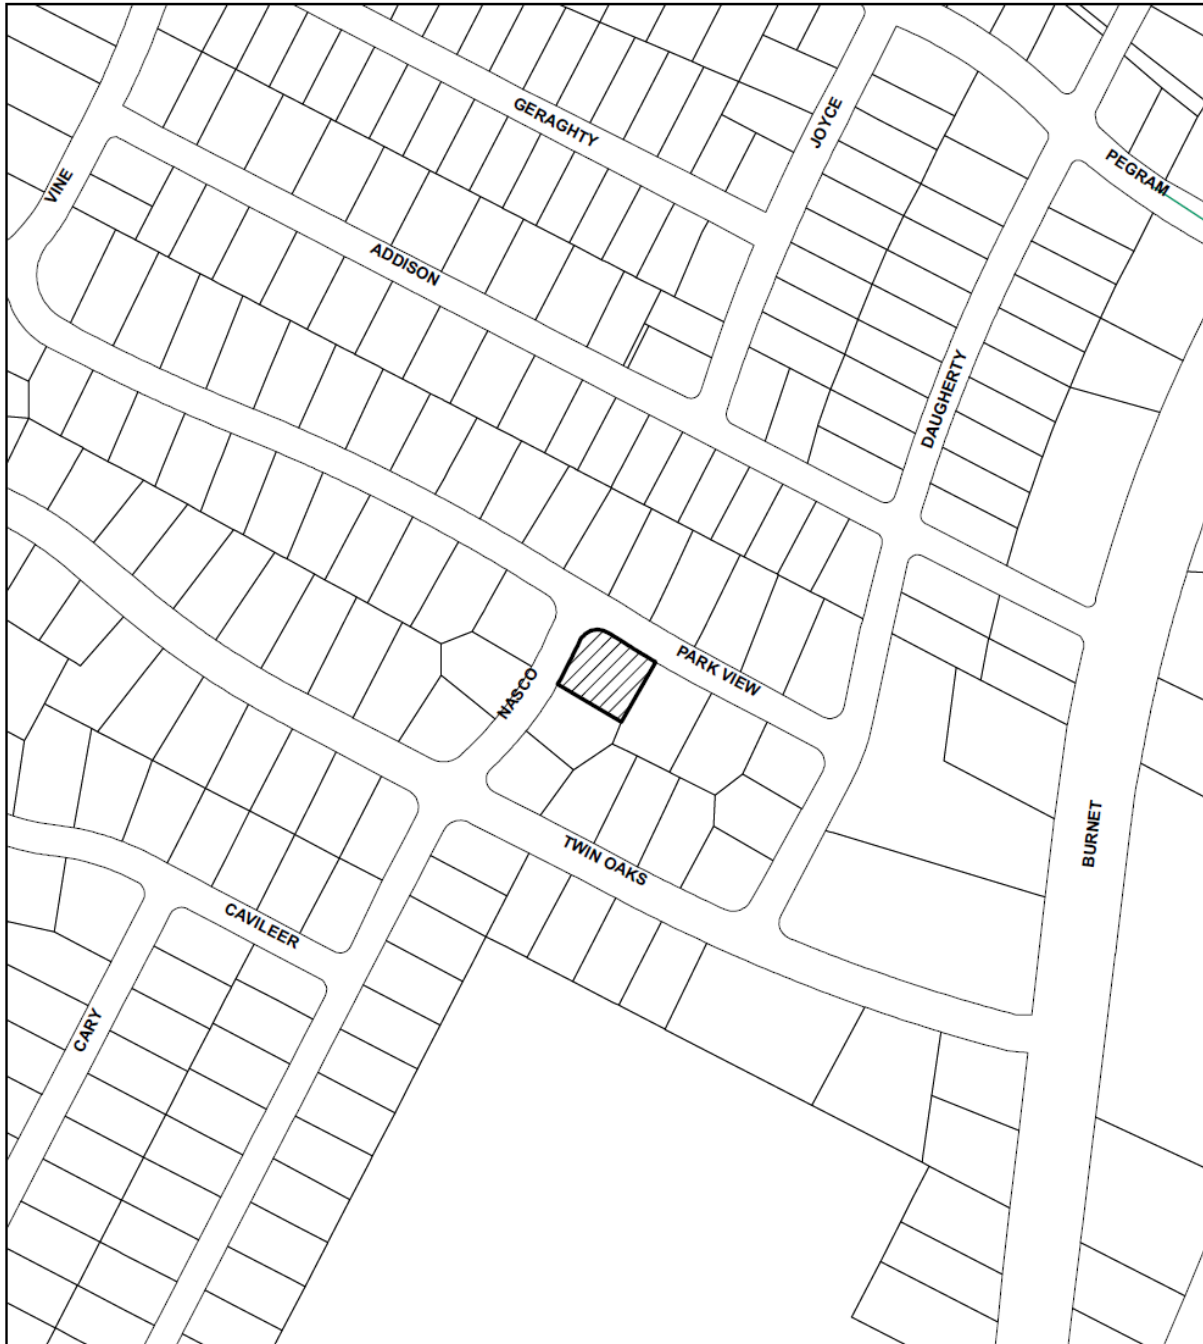 GERAGHTY
JOYCE
PEGRAM
VINE
ADDISON
DAUGHERTY
PARK VIEW
NASCO
BURNET
TWIN OAKS
CAVILEER
CARY